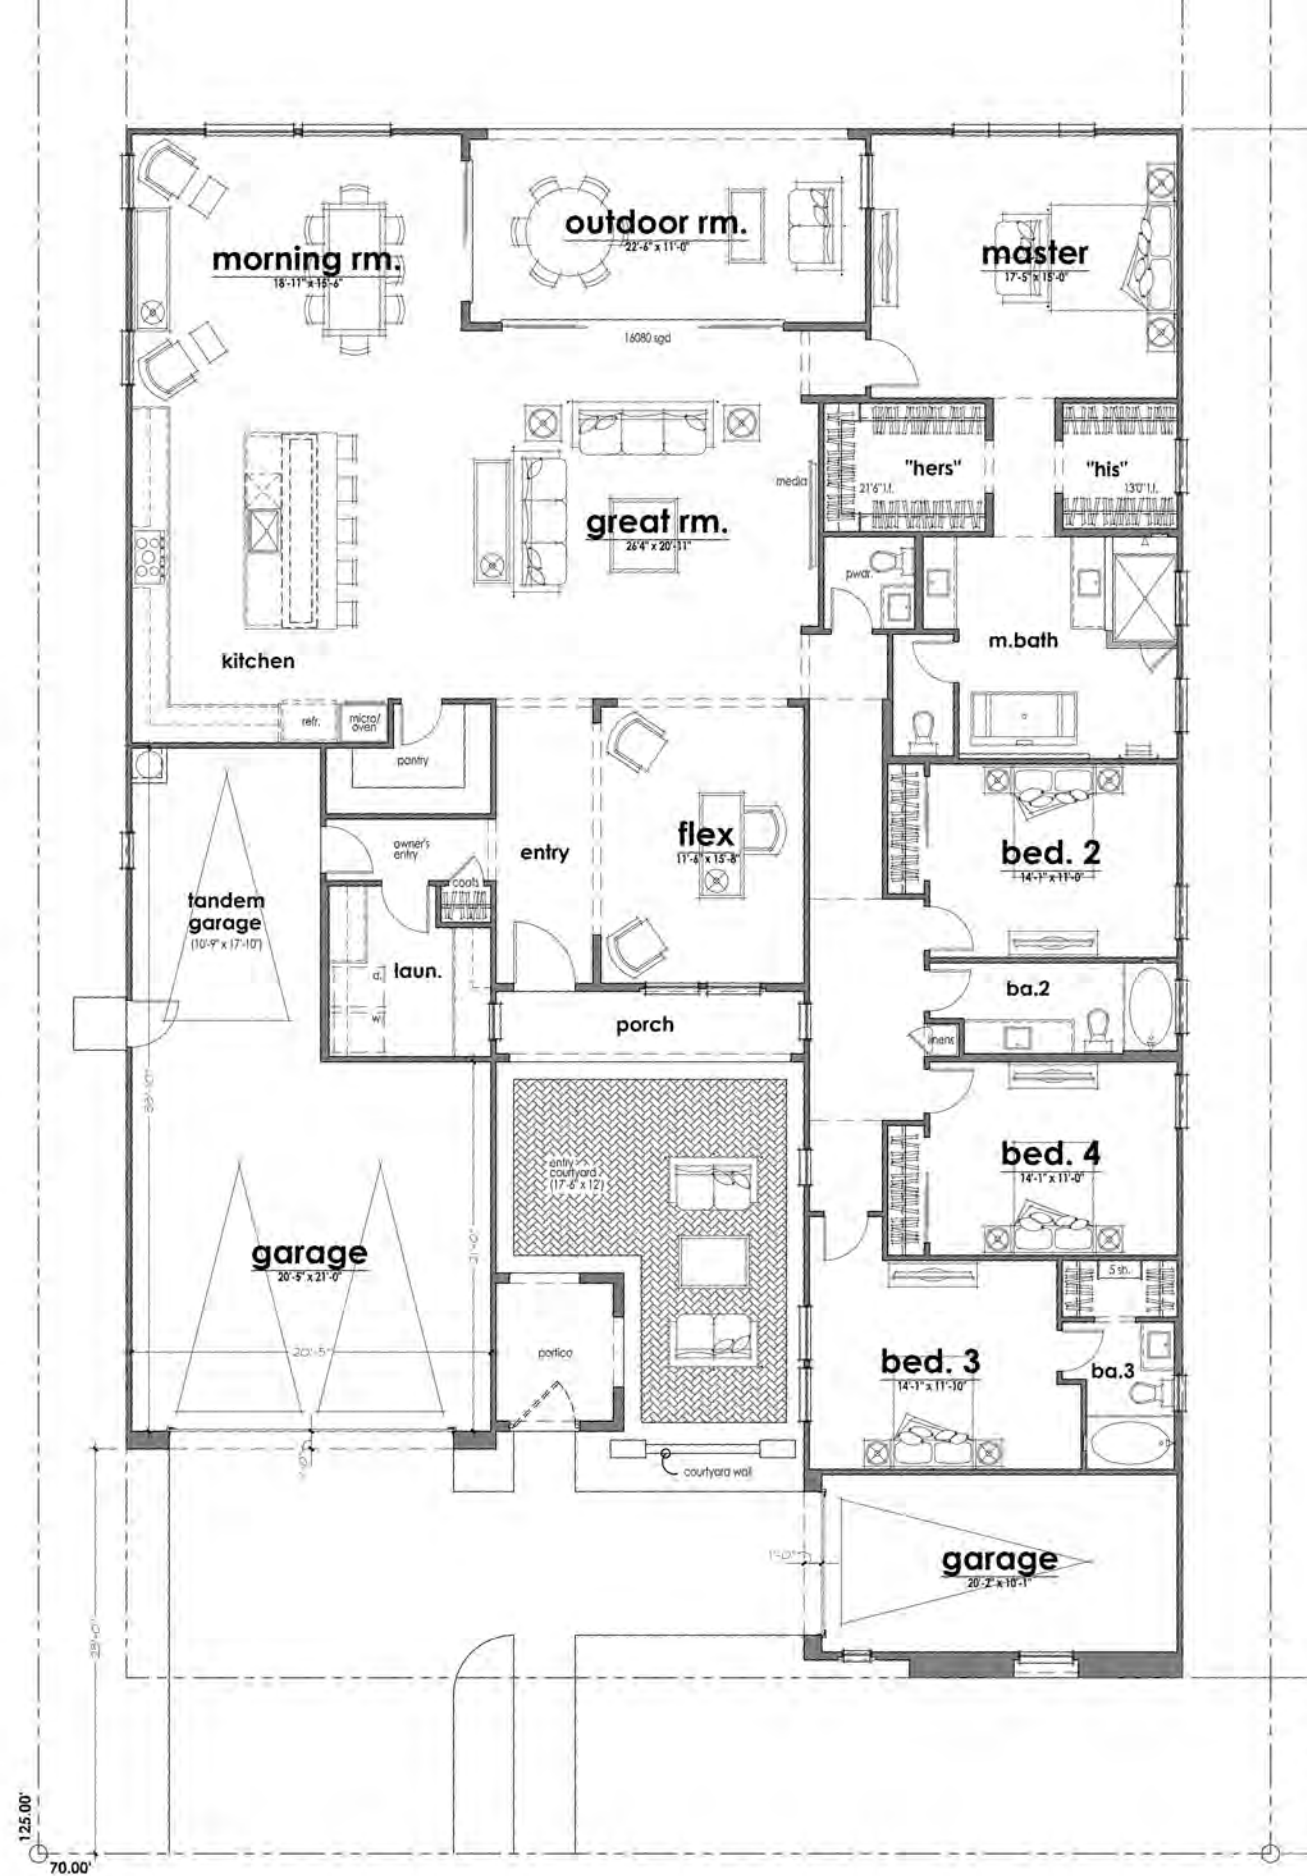 outdoor rm.
22'-6" x 11'-0"
morning rm.
18'-11" x 15'-6"
master
17'-5" x 15'-0"
16080 sgd
"hers"
21'6" l.f.
"his"
13'0" l.f.
media
great rm.
26'4" x 20'-11"
pwdr.
m.bath
kitchen
refr.
micro/
oven
pantry
owner's
entry
coats
entry
flex
11'-6" x 15'-8"
bed. 2
14'-1" x 11'-0"
tandem
garage
(10'-9" x 17'-10")
laun.
d.
w.
porch
ba.2
linens
entry
courtyard
(17'-6" x 12')
bed. 4
14'-1" x 11'-0"
garage
20'-5" x 21'-0"
21'-0"
20'-5"
portico
5 sh.
bed. 3
14'-1" x 11'-10"
ba.3
courtyard wall
1'-0"
garage
20'-2" x 10'-1"
125.00'
70.00'